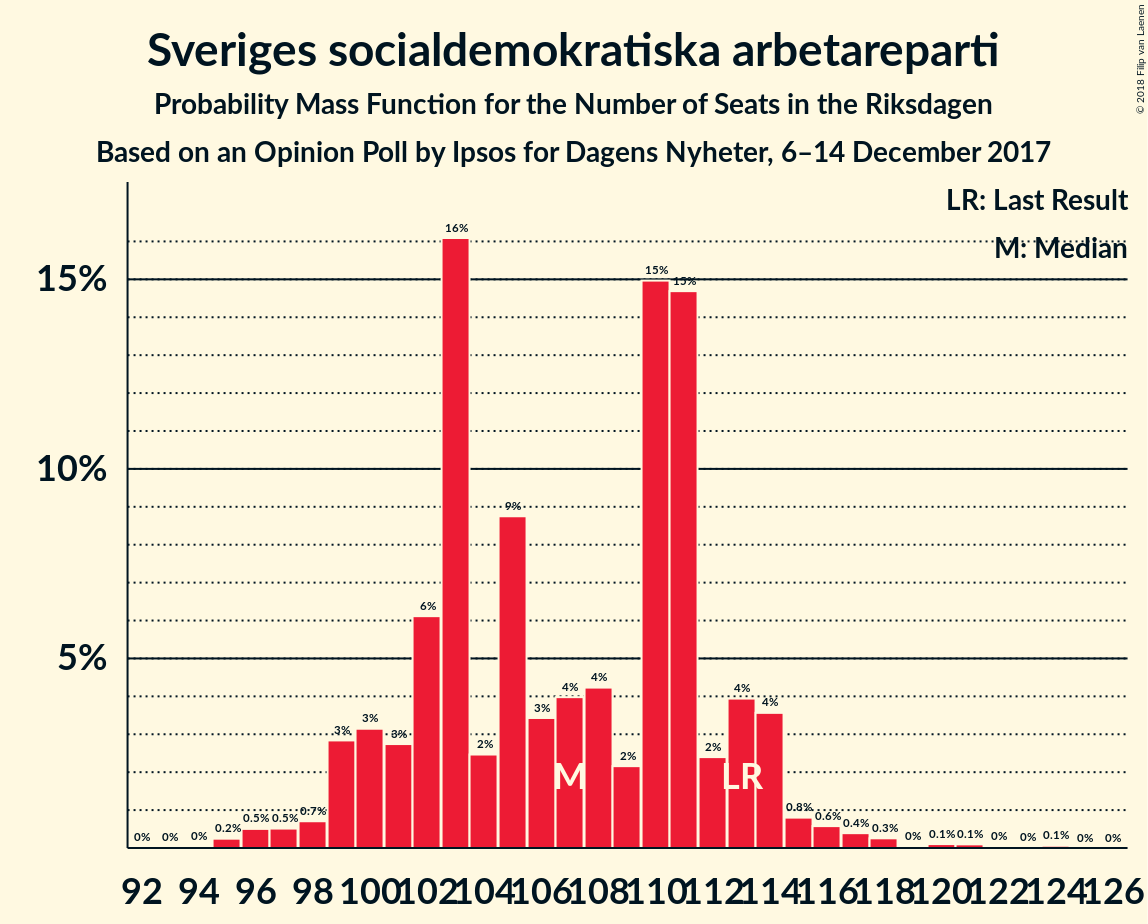 Sveriges socialdemokratiska arbetareparti
Probability Mass Function for the Number of Seats in the Riksdagen
Based on an Opinion Poll by Ipsos for Dagens Nyheter, 6–14 December 2017
© 2018 Filip van Laenen
LR: Last Result
M: Median
15%
10%
5%
0% 0% 0% 0.2% 0.5% 0.5% 0.7% 3% 3% 3% 6% 16% 2% 9% 3% 4% 4% 2% 15% 15% 2% 4% 4% 0.8% 0.6% 0.4% 0.3% 0% 0.1% 0.1% 0% 0% 0.1% 0% 0%
M LR
92 94 96 98 100 102 104 106 108 110 112 114 116 118 120 122 124 126